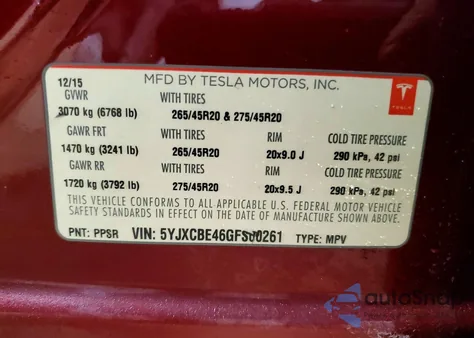 12/15 MFD BY TESLA MOTORS, INC.
GVWR WITH TIRES
3070 kg (6768 lb) 265/45R20 & 275/45R20
GAWR FRT WITH TIRES RIM COLD TIRE PRESSURE
1470 kg (3241 lb) 265/45R20 20x9.0 J 290 kPa, 42 psi
GAWR RR WITH TIRES RIM COLD TIRE PRESSURE
1720 kg (3792 lb) 275/45R20 20x9.5 J 290 kPa, 42 psi
THIS VEHICLE CONFORMS TO ALL APPLICABLE U.S. FEDERAL MOTOR VEHICLE
SAFETY STANDARDS IN EFFECT ON THE DATE OF MANUFACTURE SHOWN ABOVE.
PNT: PPSR VIN: 5YJXCBE46GFS00261 TYPE: MPV
TESLA